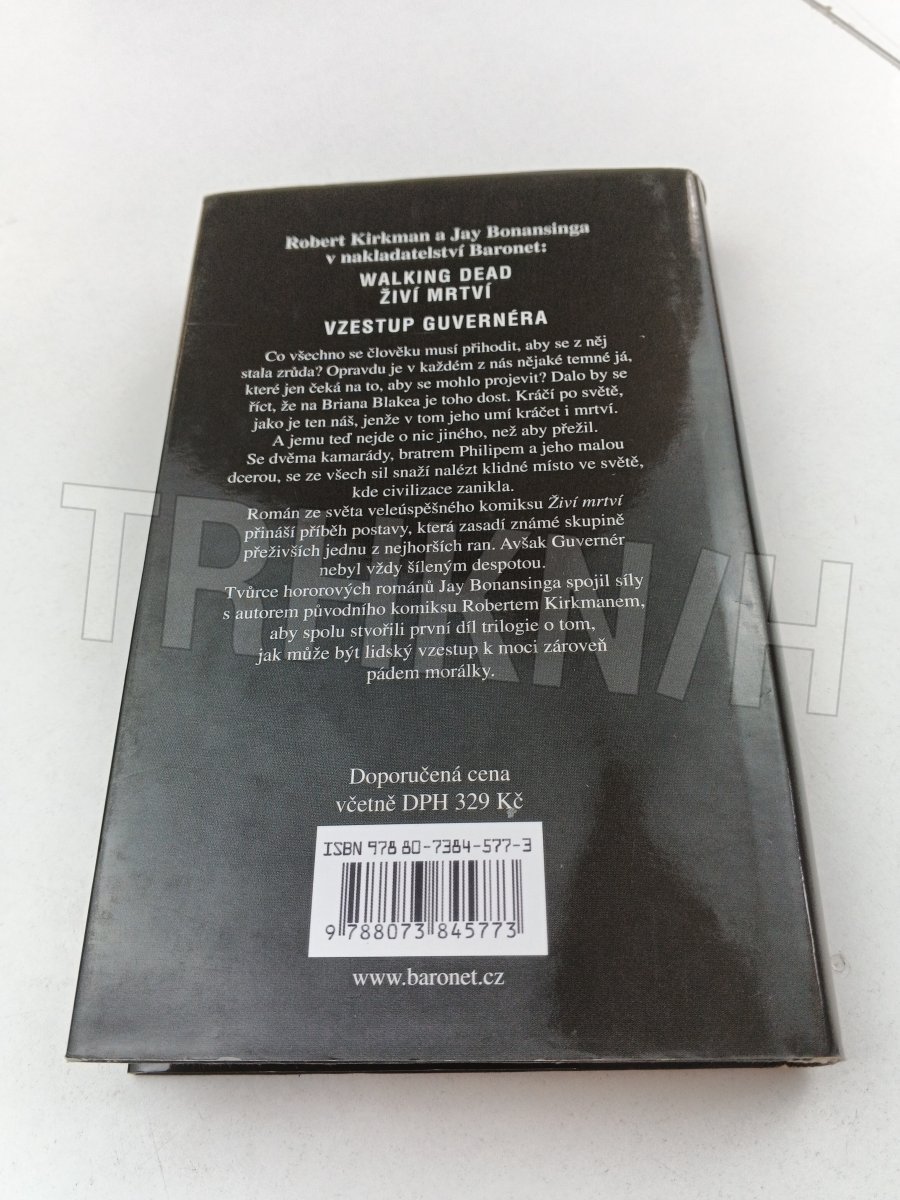 Robert Kirkman a Jay Bonansinga
v nakladatelství Baronet:
WALKING DEAD
ŽIVÍ MRTVÍ
VZESTUP GUVERNÉRA
Co všechno se člověku musí přihodit, aby se z něj
stala zrůda? Opravdu je v každém z nás nějaké temné já,
které jen čeká na to, aby se mohlo projevit? Dalo by se
říct, že na Briana Blakea je toho dost. Kráčí po světě,
jako je ten náš, jenže v tom jeho umí kráčet i mrtví.
A jemu teď nejde o nic jiného, než aby přežil.
Se dvěma kamarády, bratrem Philipem a jeho malou
dcerou, se ze všech sil snaží nalézt klidné místo ve světě,
kde civilizace zanikla.
Román ze světa veleúspěšného komiksu Živí mrtví
přináší příběh postavy, která zasadí známé skupině
přeživších jednu z nejhorších ran. Avšak Guvernér
nebyl vždy šíleným despotou.
Tvůrce hororových románů Jay Bonansinga spojil síly
s autorem původního komiksu Robertem Kirkmanem,
aby spolu stvořili první díl trilogie o tom,
jak může být lidský vzestup k moci zároveň
pádem morálky.
TRHKN/H
Doporučená cena
včetně DPH 329 Kč
ISBN 978 80-7384-577-3
9 788073 845773
www.baronet.cz